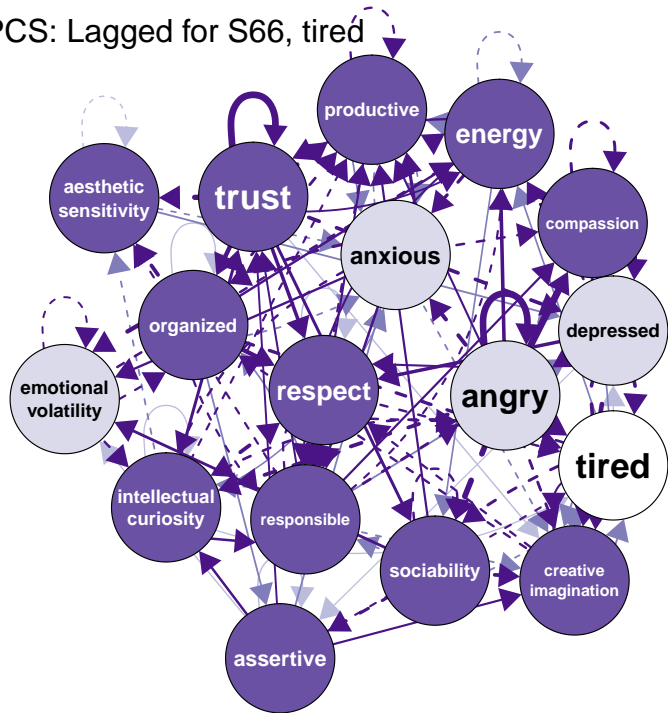 PCS: Lagged for S66, tired
productive
energy
trust
aesthetic
sensitivity
compassion
anxious
organized
depressed
respect
angry
emotional
volatility
tired
intellectual
curiosity
responsible
sociability
creative
imagination
assertive